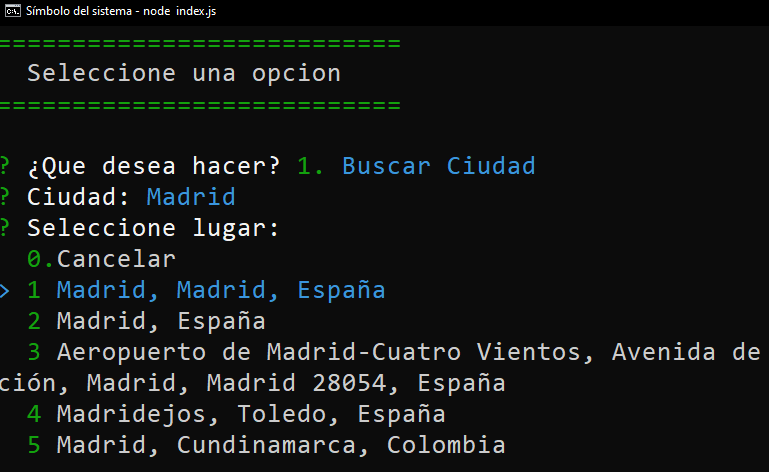 Símbolo del sistema - node index.js
===========================
Seleccione una opcion
===========================
? ¿Que desea hacer? 1. Buscar Ciudad
? Ciudad: Madrid
? Seleccione lugar:
0.Cancelar
> 1 Madrid, Madrid, España
2 Madrid, España
3 Aeropuerto de Madrid-Cuatro Vientos, Avenida de
ción, Madrid, Madrid 28054, España
4 Madridejos, Toledo, España
5 Madrid, Cundinamarca, Colombia